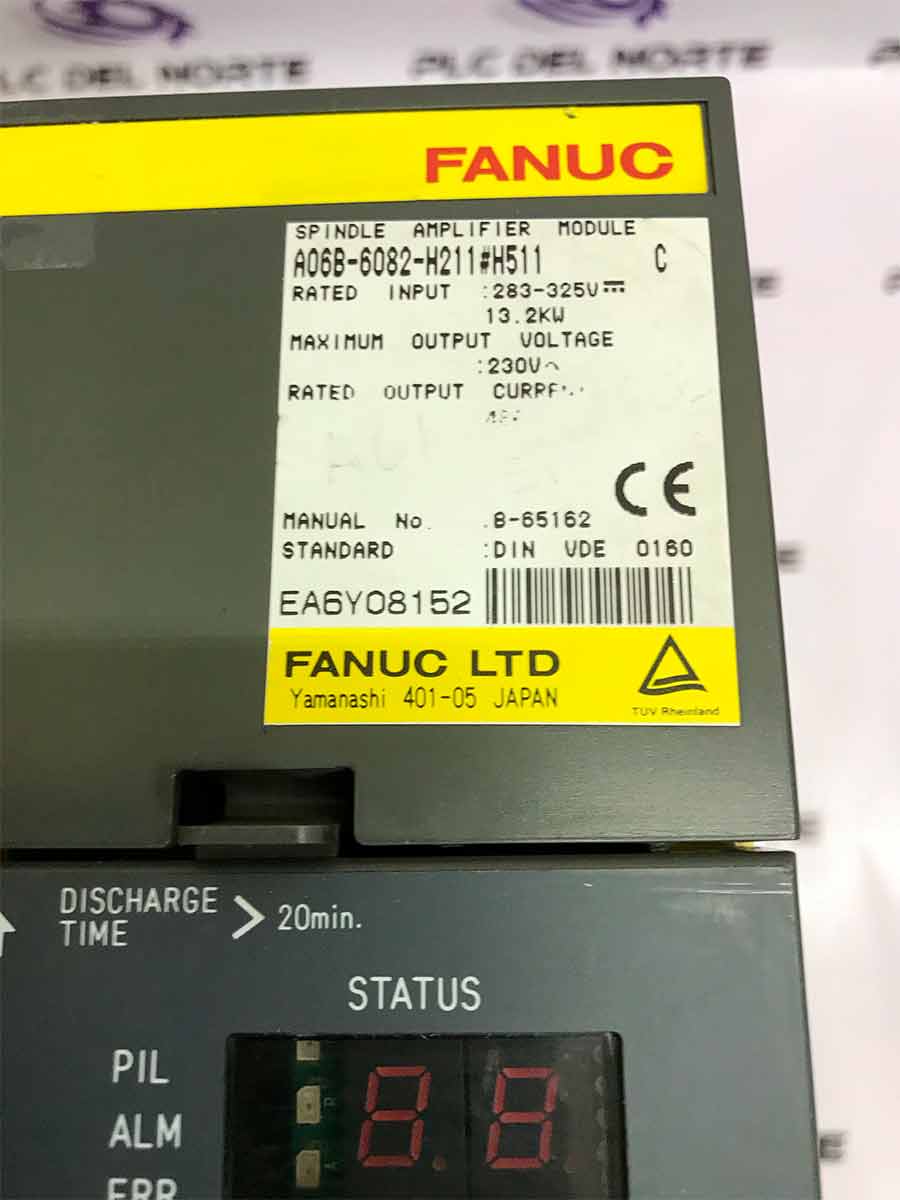 PLC DEL NORTE PLC DEL NORTE
FANUC
SPINDLE AMPLIFIER MODULE
A06B-6082-H211#H511 C
RATED INPUT :283-325V⎓
13.2KW
MAXIMUM OUTPUT VOLTAGE
:230V~
RATED OUTPUT
CE
MANUAL No. B-65162
STANDARD :DIN VDE 0160
EA6Y08152
FANUC LTD
Yamanashi 401-05 JAPAN
TÜV Rheinland
DISCHARGE > 20min.
TIME
STATUS
PIL
ALM
ERR
8.8